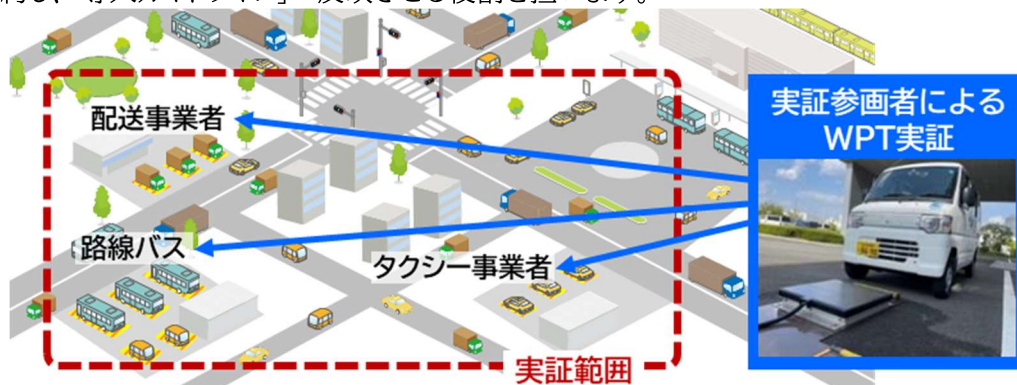 配送事業者
路線バス
タクシー事業者
実証範囲
実証参画者による
WPT実証